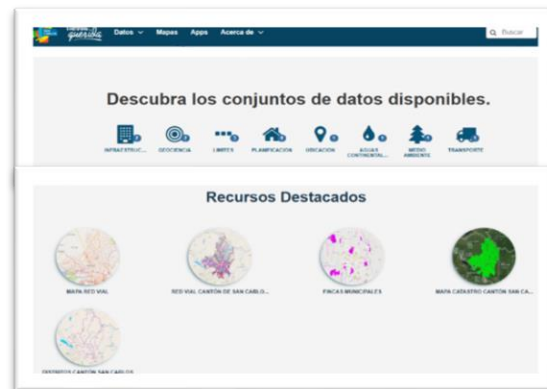 querida Datos Mapas Apps Acerca de Buscar
Descubra los conjuntos de datos disponibles.
INFRAESTRUC... GEOCIENCIA LIMITES PLANIFICACION UBICACION AGUAS CONTINENTAL... MEDIO AMBIENTE TRANSPORTE
Recursos Destacados
MAPA RED VIAL RED VIAL CANTÓN DE SAN CARLO... FINCAS MUNICIPALES MAPA CATASTRO CANTÓN SAN CA...
DISTRITOS CANTÓN SAN CARLOS